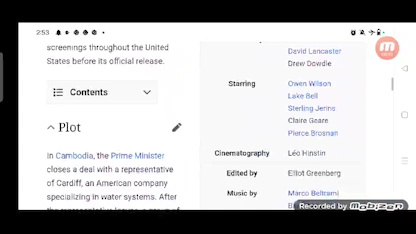 2:53
screenings throughout the United
States before its official release.
Contents
Plot
In Cambodia, the Prime Minister
closes a deal with a representative
of Cardiff, an American company
specializing in water systems. After
David Lancaster
Drew Dowdle
Starring
Owen Wilson
Lake Bell
Sterling Jerins
Claire Geare
Pierce Brosnan
Cinematography
Léo Hinstin
Edited by
Elliot Greenberg
Music by
Marco Beltrami
Recorded by Mobizen